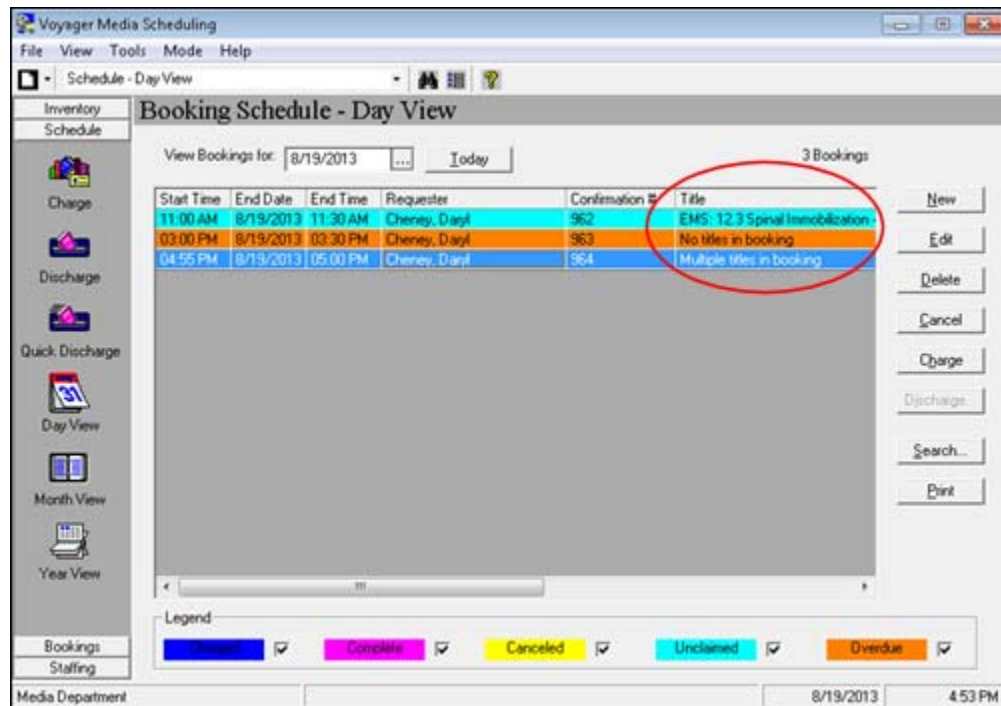 Voyager Media Scheduling
File View Tools Mode Help
Schedule - Day View
Inventory
Schedule
Charge
Discharge
Quick Discharge
31
Day View
Month View
Year View
Bookings
Staffing
Booking Schedule - Day View
View Bookings for: 8/19/2013 ... Today 3 Bookings
Start Time End Date End Time Requester Confirmation # Title
11:00 AM 8/19/2013 11:30 AM Cheney, Daryl 962 EMS: 12.3 Spinal Immobilization -
03:00 PM 8/19/2013 03:30 PM Cheney, Daryl 963 No titles in booking
04:55 PM 8/19/2013 05:00 PM Cheney, Daryl 964 Multiple titles in booking
New
Edit
Delete
Cancel
Charge
Discharge...
Search...
Print
Legend
Charged Complete Canceled Unclaimed Overdue
Media Department 8/19/2013 4:53 PM